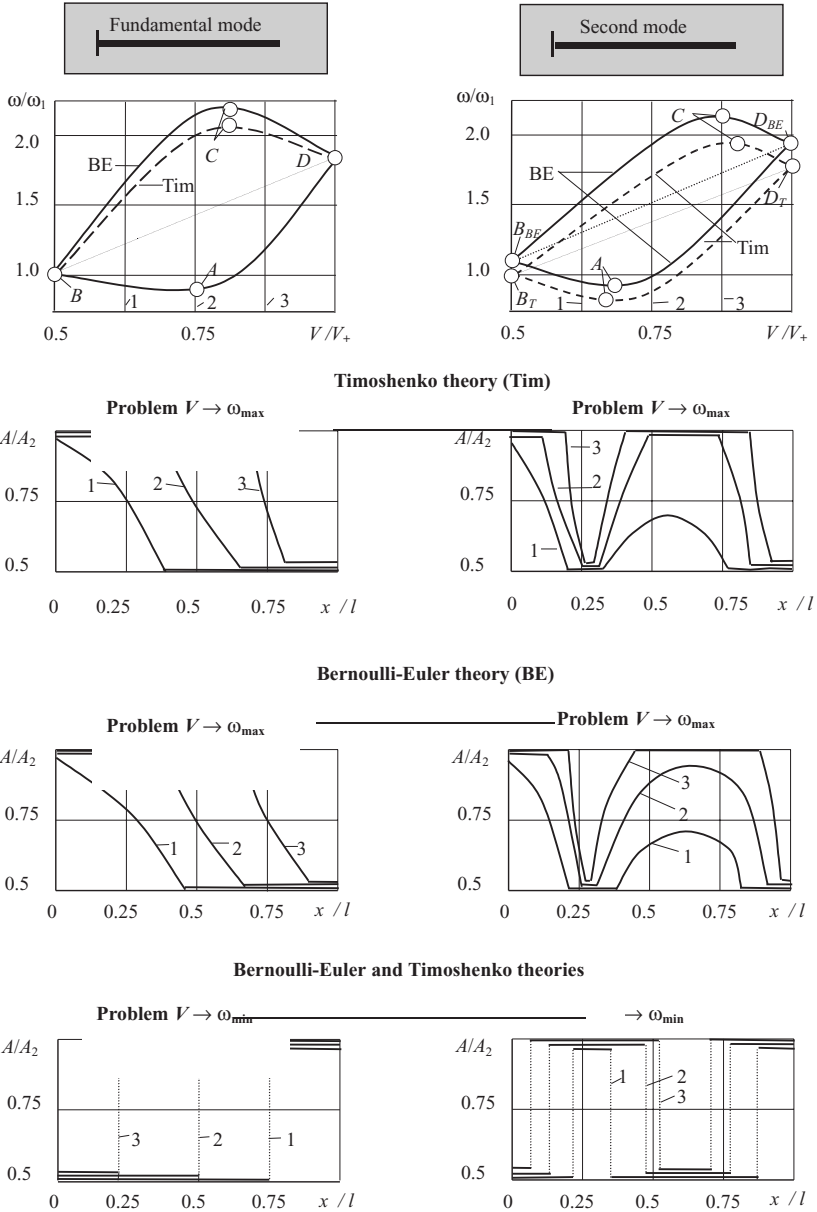 Fundamental mode
Second mode
ω/ω1
2.0
1.5
1.0
BE
Tim
C
D
A
B
1
2
3
0.5
0.75
V/V+
ω/ω1
2.0
1.5
1.0
C
DBE
BE
BBE
DT
Tim
A
BT
1
2
3
0.5
0.75
V/V+
Timoshenko theory (Tim)
Problem V → ωmax
Problem V → ωmax
A/A2
0.75
0.5
1
2
3
0
0.25
0.5
0.75
x / l
A/A2
0.75
0.5
3
2
1
0
0.25
0.5
0.75
x / l
Bernoulli-Euler theory (BE)
Problem V → ωmax
Problem V → ωmax
A/A2
0.75
0.5
1
2
3
0
0.25
0.5
0.75
x / l
A/A2
0.75
0.5
3
2
1
0
0.25
0.5
0.75
x / l
Bernoulli-Euler and Timoshenko theories
Problem V → ωmin
→ ωmin
A/A2
0.75
0.5
3
2
1
0
0.25
0.5
0.75
x / l
A/A2
0.75
0.5
1
2
3
0
0.25
0.5
0.75
x / l